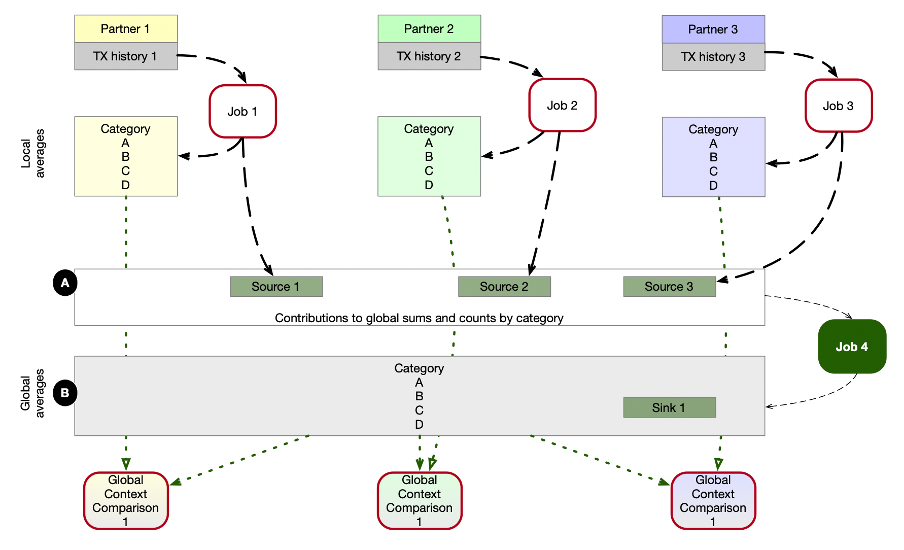 Partner 1
Partner 2
Partner 3
TX history 1
TX history 2
TX history 3
Job 1
Job 2
Job 3
Local
averages
Category
A
B
C
D
Category
A
B
C
D
Category
A
B
C
D
A
Source 1
Source 2
Source 3
Contributions to global sums and counts by category
Job 4
Global
averages
B
Category
A
B
C
D
Sink 1
Global
Context
Comparison
1
Global
Context
Comparison
1
Global
Context
Comparison
1